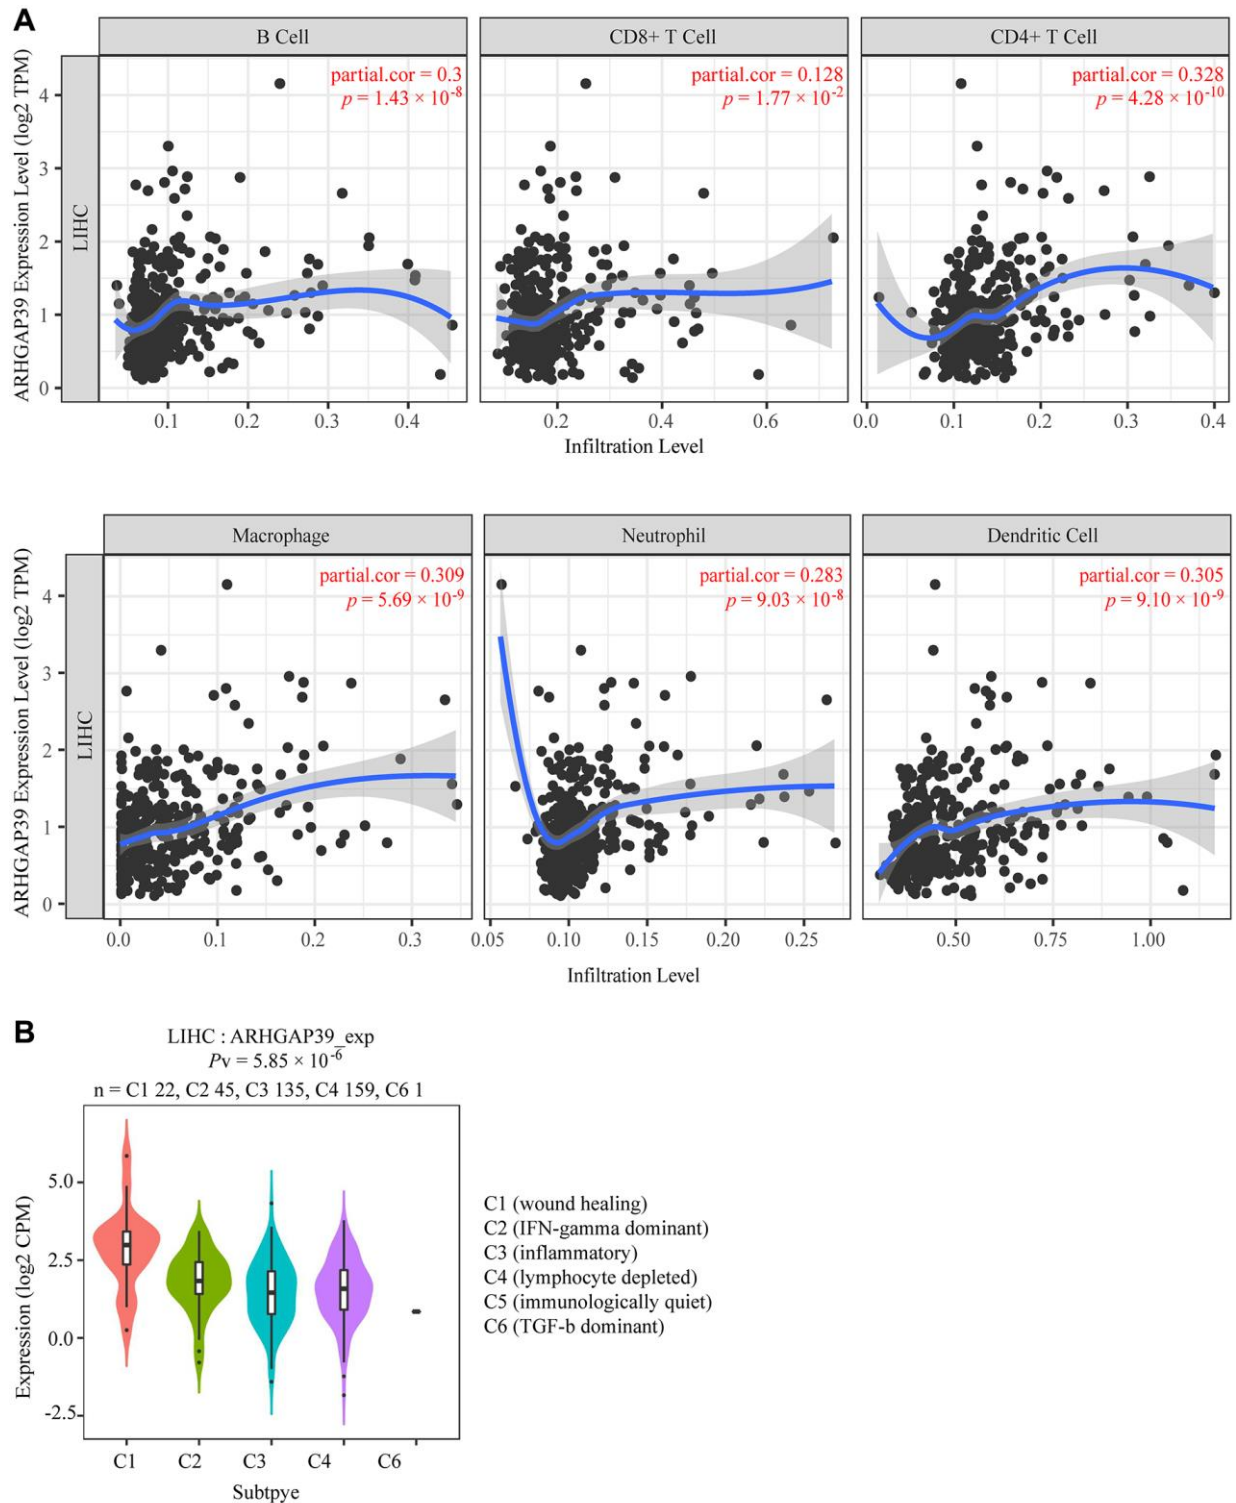 A
B Cell
CD8+ T Cell
CD4+ T Cell
ARHGAP39 Expression Level (log2 TPM)
LIHC
partial.cor = 0.3
p = 1.43 × 10-8
partial.cor = 0.128
p = 1.77 × 10-2
partial.cor = 0.328
p = 4.28 × 10-10
4
3
2
1
0
0.1 0.2 0.3 0.4
0.2 0.4 0.6
0.0 0.1 0.2 0.3 0.4
Infiltration Level
Macrophage
Neutrophil
Dendritic Cell
ARHGAP39 Expression Level (log2 TPM)
LIHC
partial.cor = 0.309
p = 5.69 × 10-9
partial.cor = 0.283
p = 9.03 × 10-8
partial.cor = 0.305
p = 9.10 × 10-9
4
3
2
1
0
0.0 0.1 0.2 0.3
0.05 0.10 0.15 0.20 0.25
0.50 0.75 1.00
Infiltration Level
B
LIHC : ARHGAP39_exp
Pv = 5.85 × 10-6
n = C1 22, C2 45, C3 135, C4 159, C6 1
Expression (log2 CPM)
5.0
2.5
0.0
-2.5
C1 C2 C3 C4 C6
Subtpye
C1 (wound healing)
C2 (IFN-gamma dominant)
C3 (inflammatory)
C4 (lymphocyte depleted)
C5 (immunologically quiet)
C6 (TGF-b dominant)